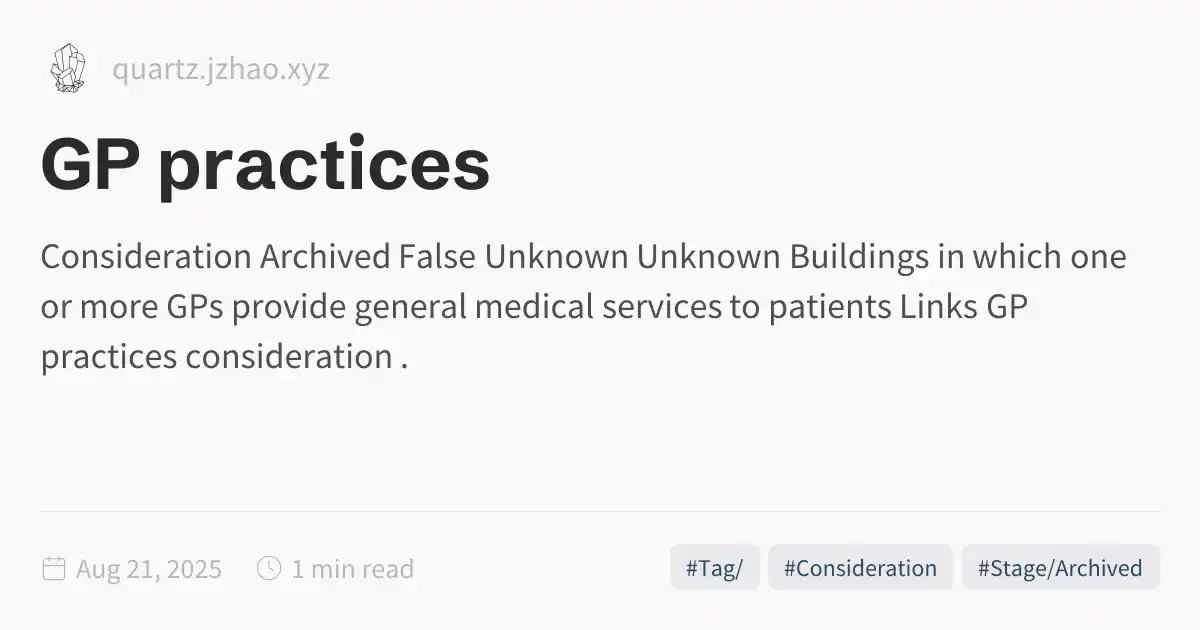 quartz.jzhao.xyz
GP practices
Consideration Archived False Unknown Unknown Buildings in which one
or more GPs provide general medical services to patients Links GP
practices consideration .
Aug 21, 2025 1 min read #Tag/ #Consideration #Stage/Archived